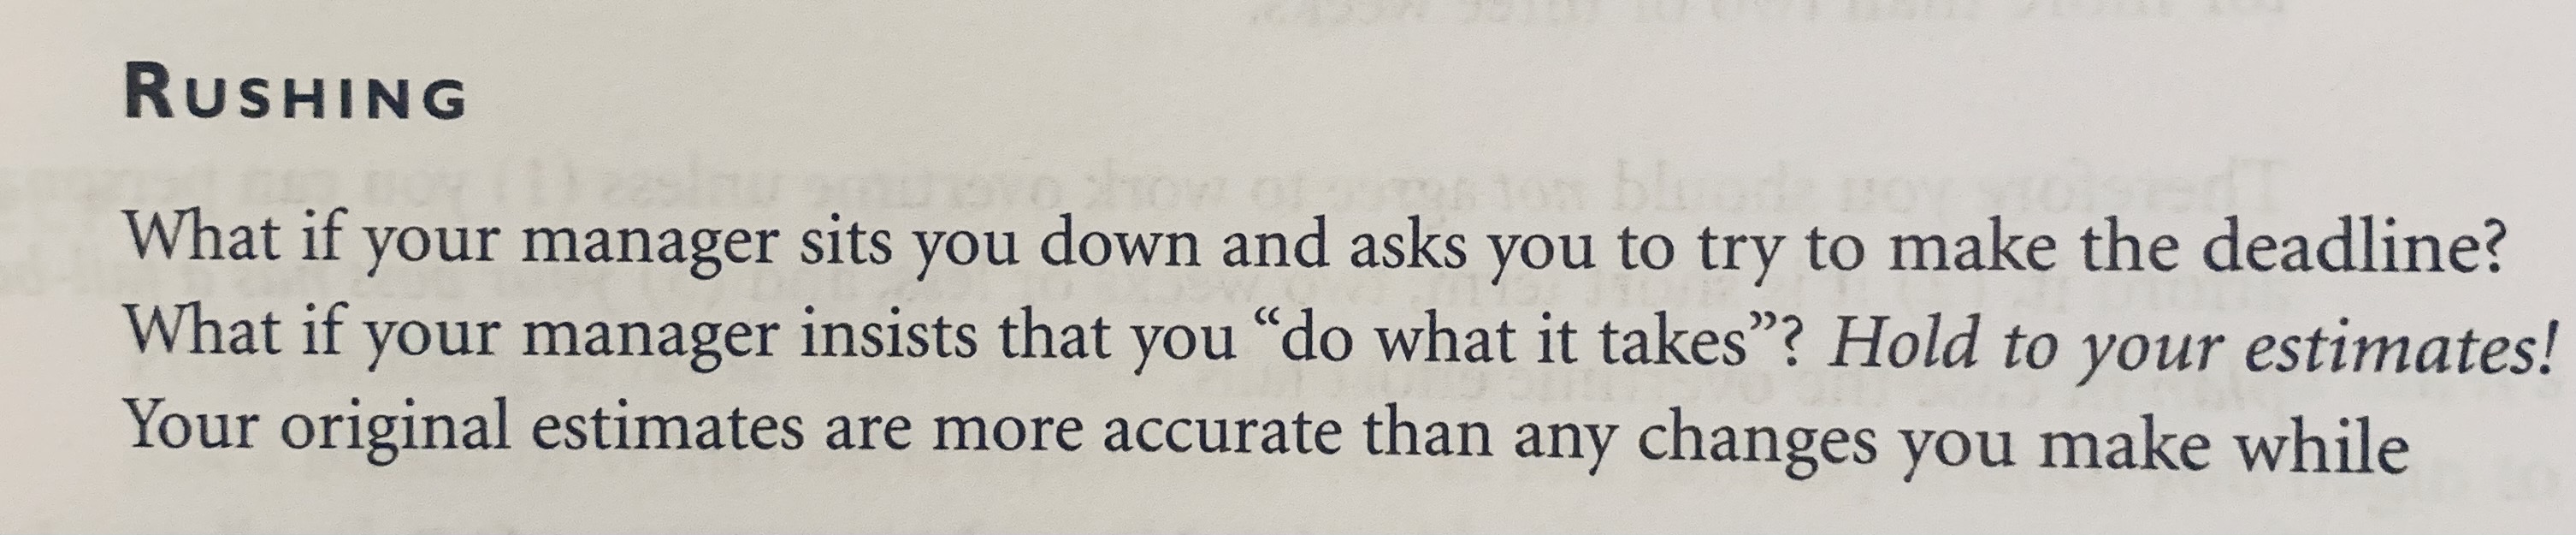 RUSHING
What if your manager sits you down and asks you to try to make the deadline?
What if your manager insists that you “do what it takes”? Hold to your estimates!
Your original estimates are more accurate than any changes you make while